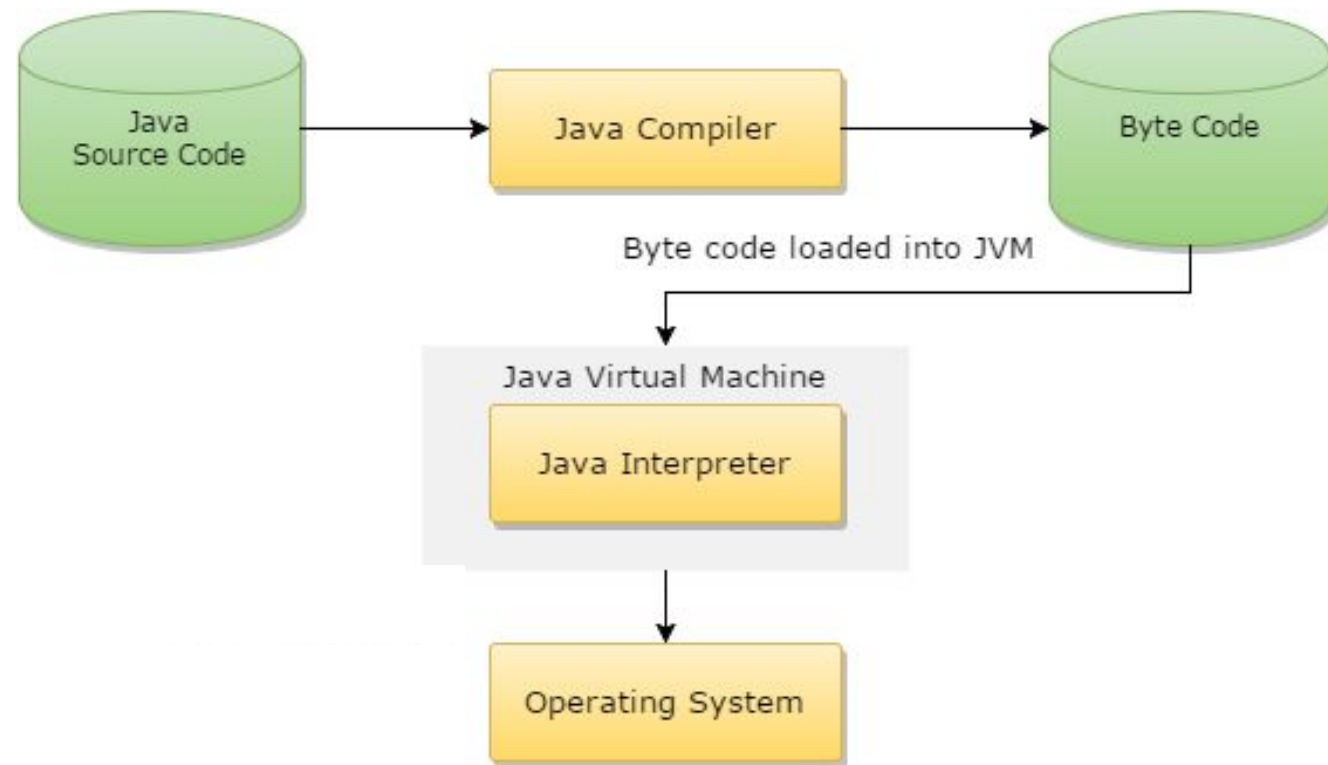 Java
Source Code
Java Compiler
Byte Code
Byte code loaded into JVM
Java Virtual Machine
Java Interpreter
Operating System